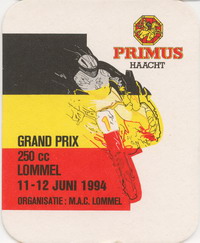 PRIMUS
HAACHT
GRAND PRIX
250 cc
LOMMEL
11-12 JUNI 1994
ORGANISATIE : M.A.C. LOMMEL